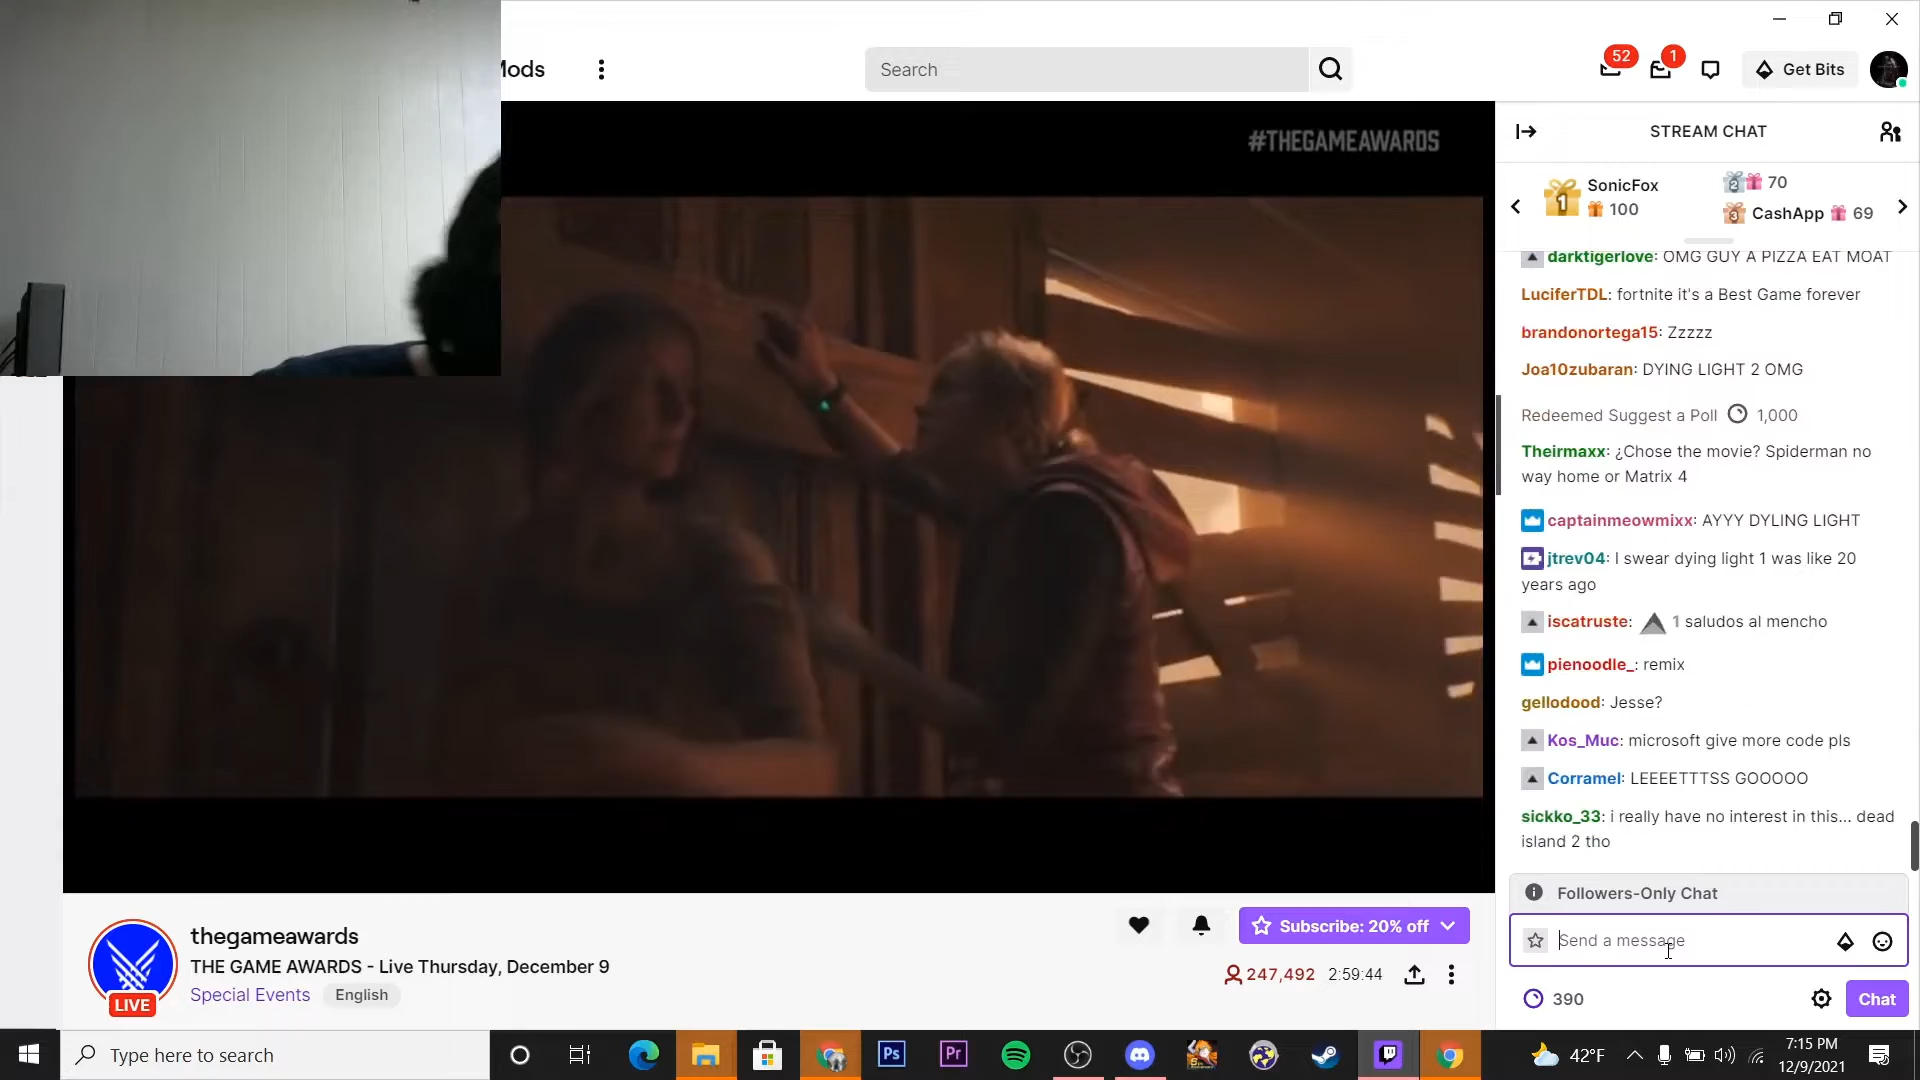 Mods
Search
52
1
Get Bits
#THEGAMEAWARDS
STREAM CHAT
1
SonicFox
100
2
70
3
CashApp
69
darktigerlove: OMG GUY A PIZZA EAT MOAT
LuciferTDL: fortnite it's a Best Game forever
brandonortega15: Zzzzz
Joa10zubaran: DYING LIGHT 2 OMG
Redeemed Suggest a Poll 1,000
Theirmaxx: ¿Chose the movie? Spiderman no
way home or Matrix 4
captainmeowmixx: AYYY DYLING LIGHT
jtrev04: I swear dying light 1 was like 20
years ago
iscatruste: 1 saludos al mencho
pienoodle_: remix
gellodood: Jesse?
Kos_Muc: microsoft give more code pls
Corramel: LEEEETTTSS GOOOOO
sickko_33: i really have no interest in this... dead
island 2 tho
Followers-Only Chat
Send a message
390
Chat
thegameawards
THE GAME AWARDS - Live Thursday, December 9
Special Events
English
LIVE
Subscribe: 20% off
247,492
2:59:44
Type here to search
Ps
Pr
42°F
7:15 PM
12/9/2021